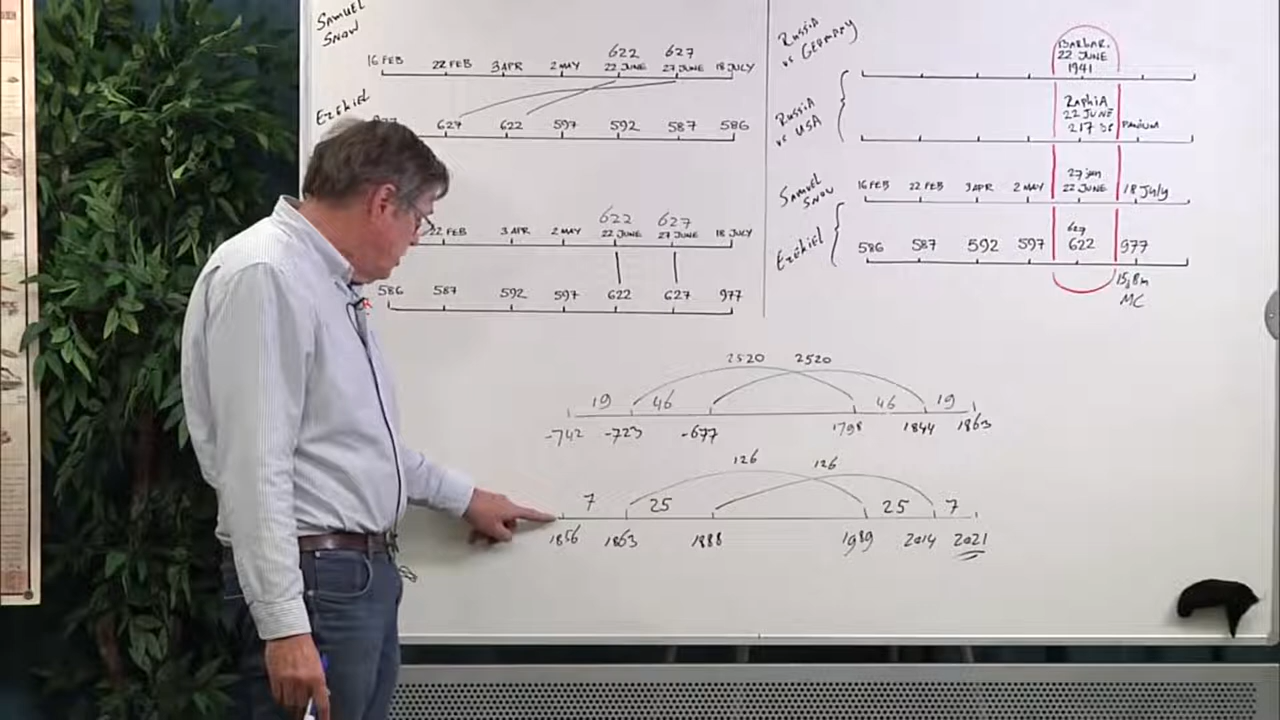 SAMUEL
SNOW
622 627
16 FEB 22 FEB 3 APR 2 MAY 22 JUNE 27 JUNE 18 JULY
EZEKIEL
627 622 597 592 587 586
622 627
22 FEB 3 APR 2 MAY 22 JUNE 27 JUNE 18 JULY
586 587 592 597 622 627 977
RUSSIA
VS GERMANY
BARBAR.
22 JUNE
1941
RUSSIA
VS USA
RAPHIA
22 JUNE
217 BC
PANIUM
SAMUEL
SNOW
27 jun
16 FEB 22 FEB 3 APR 2 MAY 22 JUNE 18 July
EZEKIEL
627
586 587 592 597 622 977
MC
2520 2520
19 46 46 19
-742 -723 -677 1798 1844 1863
126 126
7 25 25 7
1856 1863 1888 1989 2014 2021